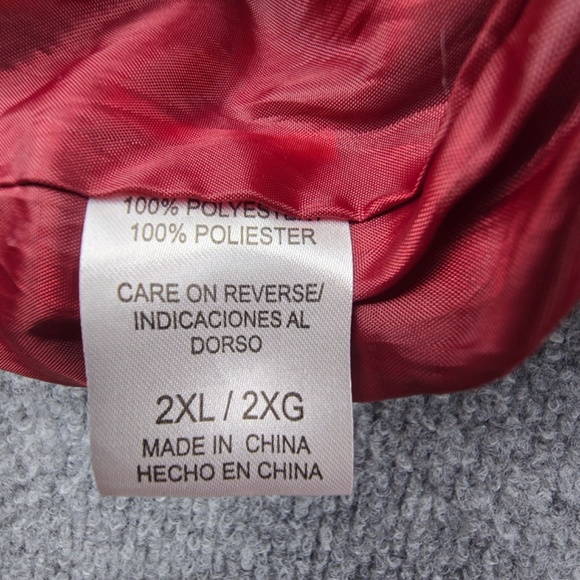 100% POLYESTER
100% POLIESTER
CARE ON REVERSE/
INDICACIONES AL
DORSO
2XL / 2XG
MADE IN CHINA
HECHO EN CHINA